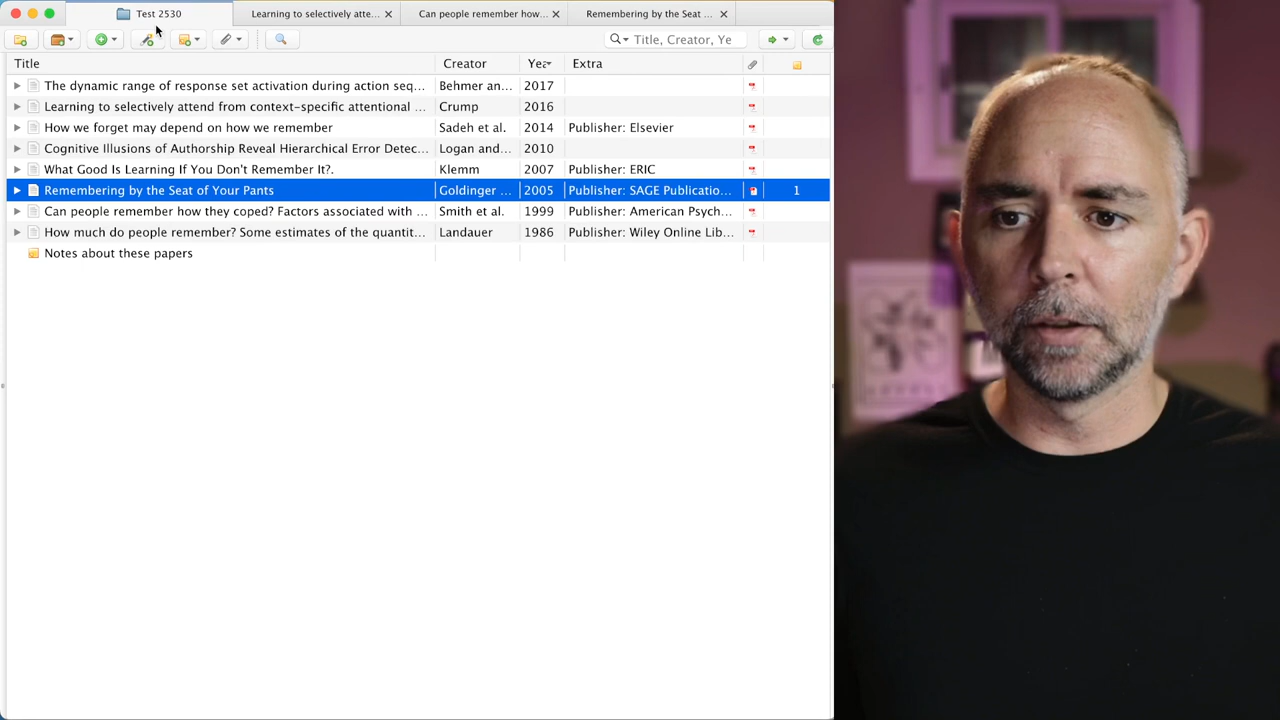 Test 2530 Learning to selectively atte... Can people remember how... Remembering by the Seat ...
Title, Creator, Ye
Title Creator Extra
The dynamic range of response set activation during action seq... Behmer an... 2017
Learning to selectively attend from context-specific attentional ... Crump 2016
How we forget may depend on how we remember Sadeh et al. 2014 Publisher: Elsevier
Cognitive Illusions of Authorship Reveal Hierarchical Error Detec... Logan and... 2010
What Good Is Learning If You Don't Remember It?. Klemm 2007 Publisher: ERIC
Remembering by the Seat of Your Pants Goldinger ... 2005 Publisher: SAGE Publicatio... 1
Can people remember how they coped? Factors associated with ... Smith et al. 1999 Publisher: American Psych...
How much do people remember? Some estimates of the quantit... Landauer 1986 Publisher: Wiley Online Lib...
Notes about these papers